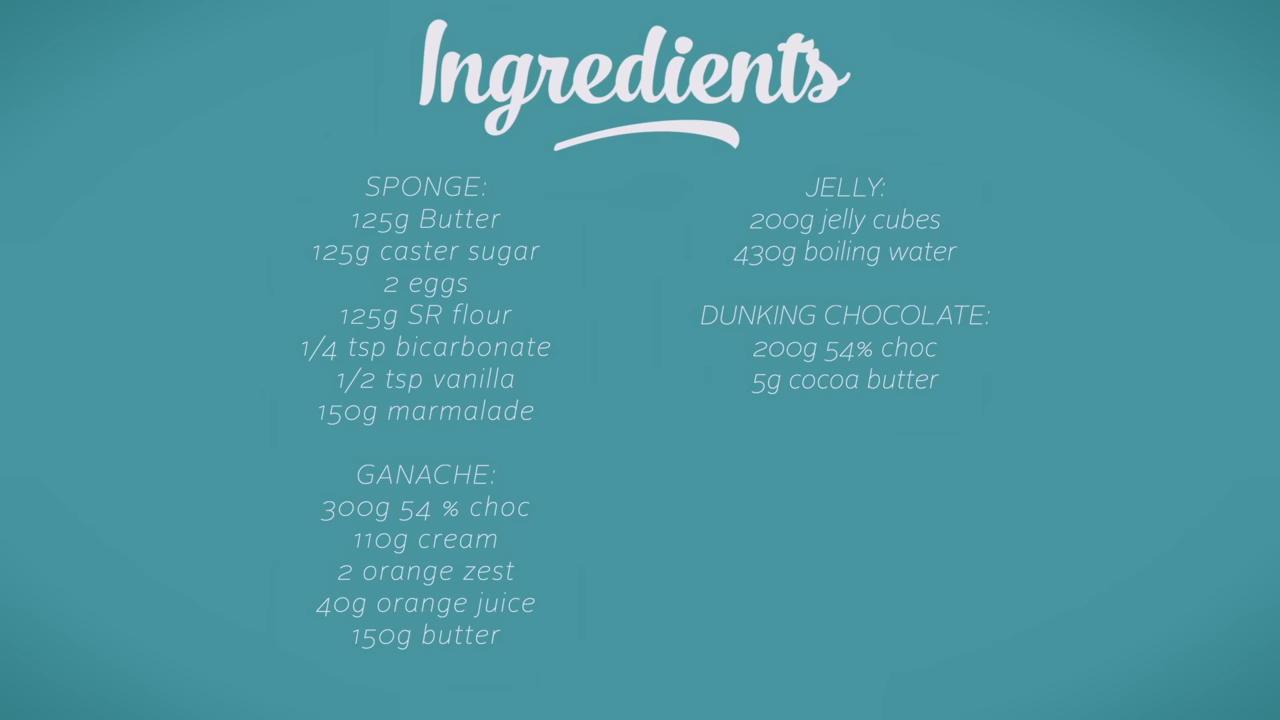 Ingredients
SPONGE:
125g Butter
125g caster sugar
2 eggs
125g SR flour
1/4 tsp bicarbonate
1/2 tsp vanilla
150g marmalade
GANACHE:
300g 54 % choc
110g cream
2 orange zest
40g orange juice
150g butter
JELLY:
200g jelly cubes
430g boiling water
DUNKING CHOCOLATE:
200g 54% choc
5g cocoa butter